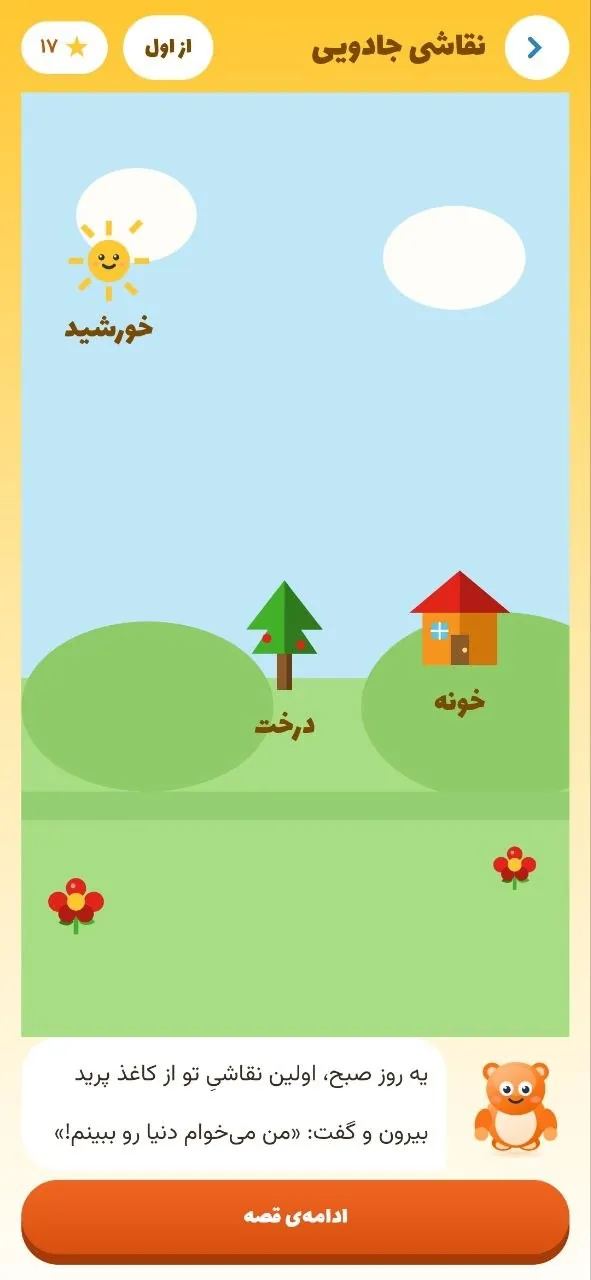 نقاشی جادویی
از اول
۱۷
خورشید
خونه
درخت
یه روز صبح، اولین نقاشیِ تو از کاغذ پرید
بیرون و گفت: «من می‌خوام دنیا رو ببینم!»
ادامه‌ی قصه